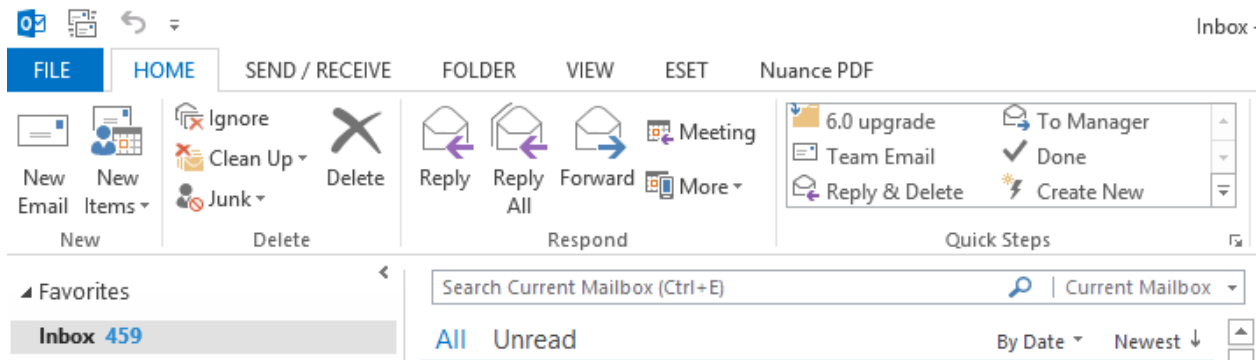 Inbox -
FILE HOME SEND / RECEIVE FOLDER VIEW ESET Nuance PDF
New Email
New Items
Ignore
Clean Up
Junk
Delete
Reply
Reply All
Forward
Meeting
More
6.0 upgrade
Team Email
Reply & Delete
To Manager
Done
Create New
New Delete Respond Quick Steps
Favorites
Inbox 459
Search Current Mailbox (Ctrl+E) Current Mailbox
All Unread By Date Newest